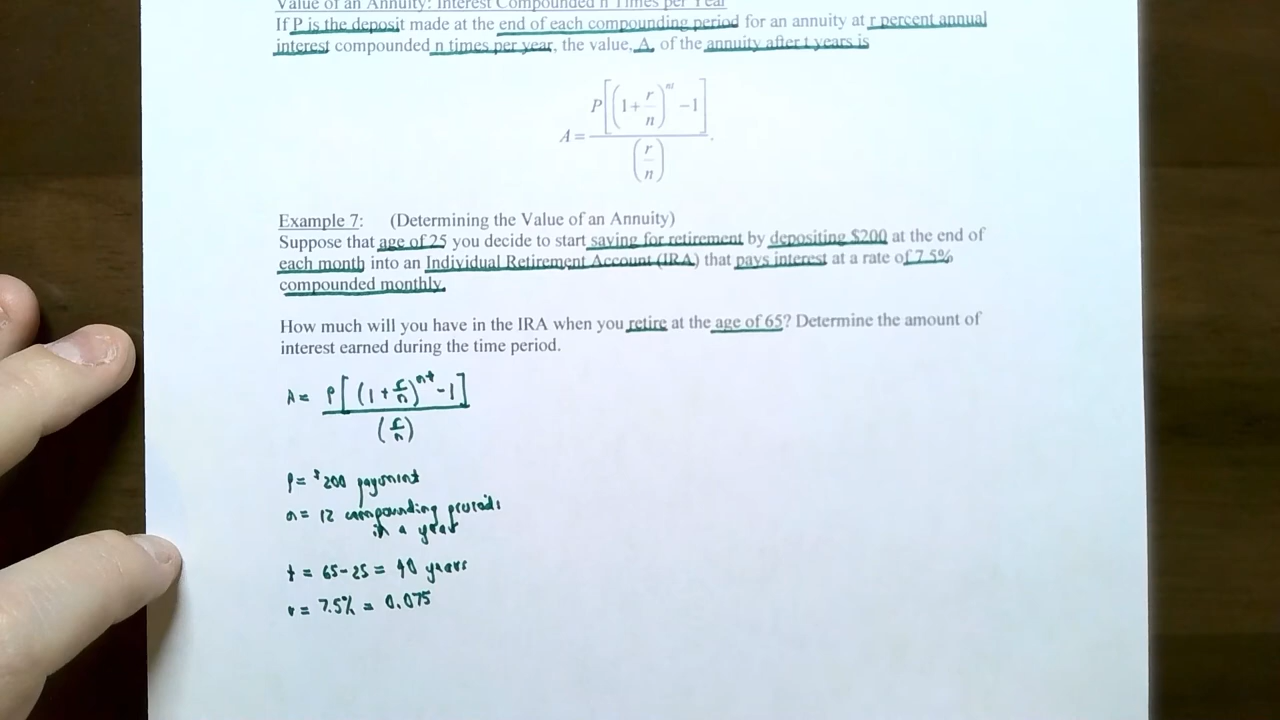 Value of an Annuity: Interest Compounded n Times per Year
If P is the deposit made at the end of each compounding period for an annuity at r percent annual
interest compounded n times per year, the value, A, of the annuity after t years is
A = P[(1 + r/n)^nt − 1] / (r/n).
Example 7: (Determining the Value of an Annuity)
Suppose that age of 25 you decide to start saving for retirement by depositing $200 at the end of
each month into an Individual Retirement Account (IRA) that pays interest at a rate of 7.5%
compounded monthly.
How much will you have in the IRA when you retire at the age of 65? Determine the amount of
interest earned during the time period.
A = P[(1 + r/n)^nt - 1] / (r/n)
P = $200 payment
n = 12 compounding periods
in a year
t = 65-25 = 40 years
r = 7.5% = 0.075